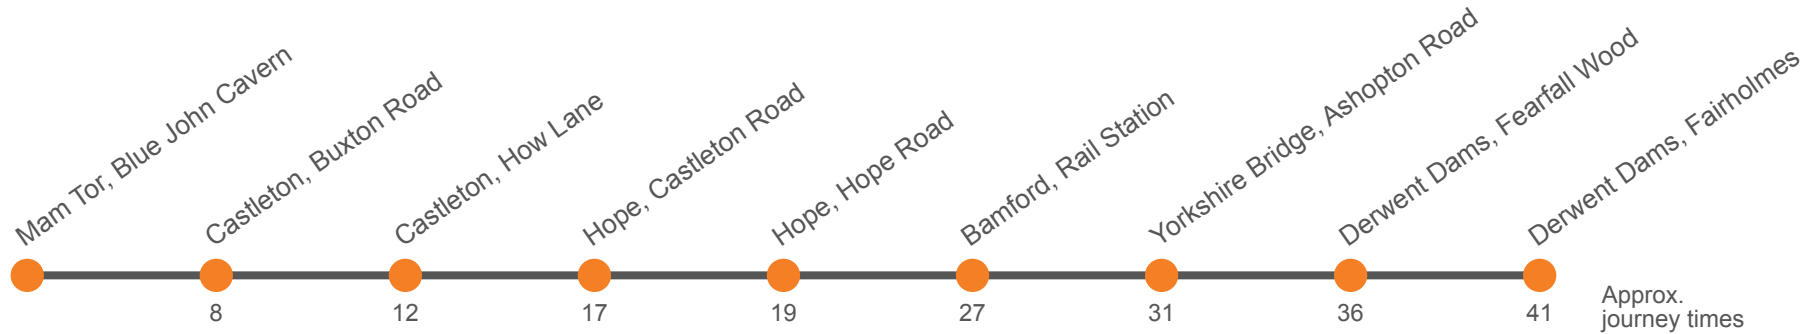 Mam Tor, Blue John Cavern
Castleton, Buxton Road
Castleton, How Lane
Hope, Castleton Road
Hope, Hope Road
Bamford, Rail Station
Yorkshire Bridge, Ashopton Road
Derwent Dams, Fearfall Wood
Derwent Dams, Fairholmes
8
12
17
19
27
31
36
41
Approx.
journey times